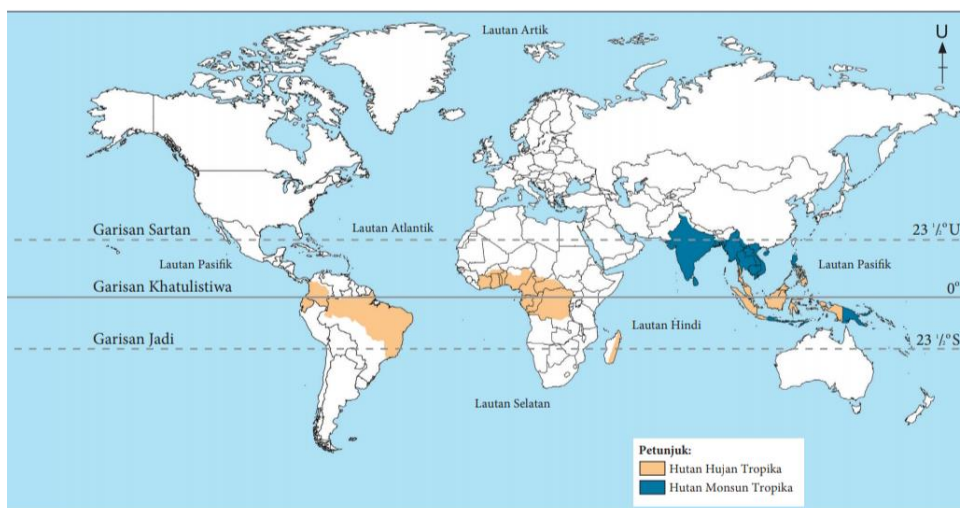 Lautan Artik
U
Garisan Sartan
Lautan Atlantik
23 ¹/₂°U
Lautan Pasifik
Lautan Pasifik
Garisan Khatulistiwa
0°
Lautan Hindi
Garisan Jadi
23 ¹/₂°S
Lautan Selatan
Petunjuk:
Hutan Hujan Tropika
Hutan Monsun Tropika